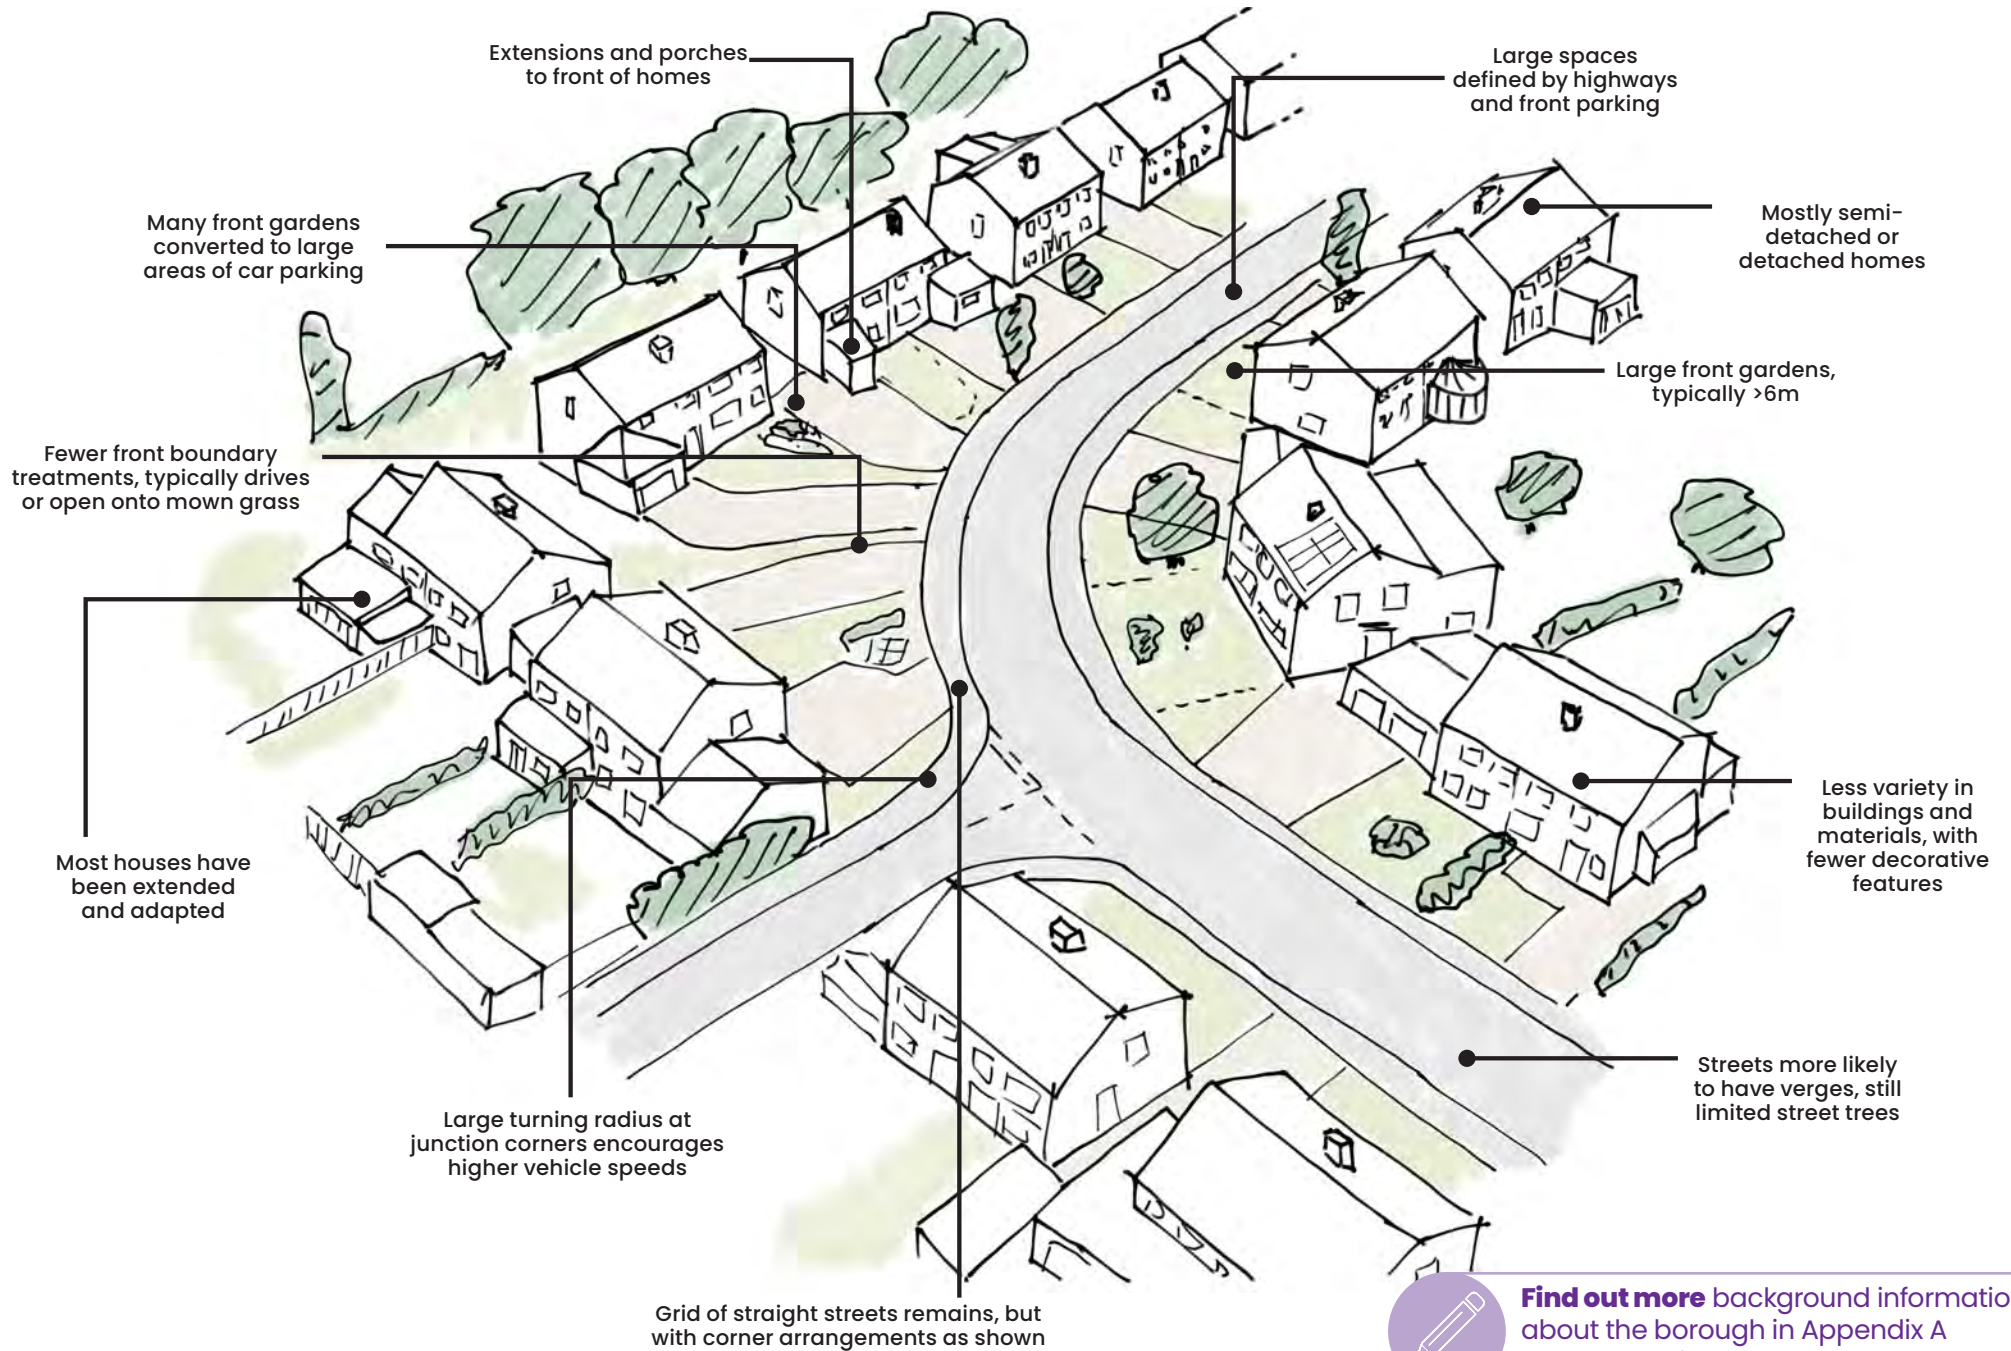 Extensions and porches
to front of homes
Large spaces
defined by highways
and front parking
Many front gardens
converted to large
areas of car parking
Mostly semi-
detached or
detached homes
Large front gardens,
typically >6m
Fewer front boundary
treatments, typically drives
or open onto mown grass
Most houses have
been extended
and adapted
Less variety in
buildings and
materials, with
fewer decorative
features
Streets more likely
to have verges, still
limited street trees
Large turning radius at
junction corners encourages
higher vehicle speeds
Grid of straight streets remains, but
with corner arrangements as shown
Find out more background informatio
about the borough in Appendix A